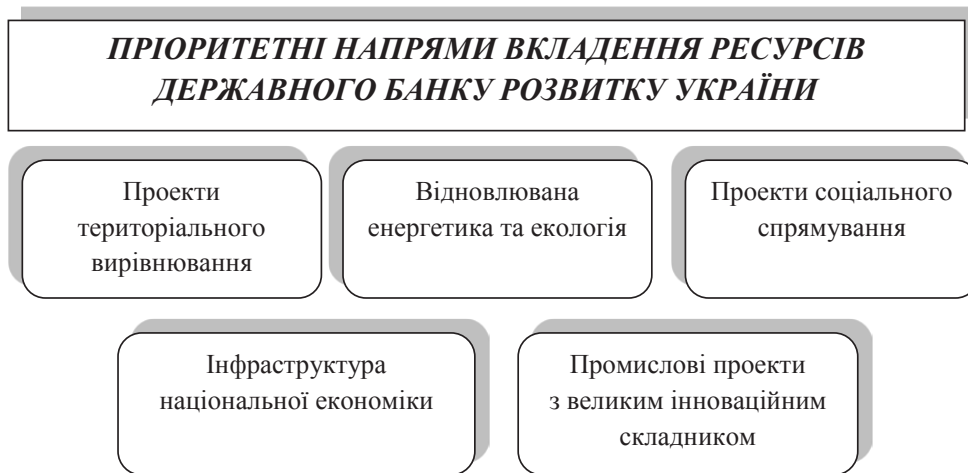 ПРІОРИТЕТНІ НАПРЯМИ ВКЛАДЕННЯ РЕСУРСІВ
ДЕРЖАВНОГО БАНКУ РОЗВИТКУ УКРАЇНИ
Проекти
територіального
вирівнювання
Відновлювана
енергетика та екологія
Проекти соціального
спрямування
Інфраструктура
національної економіки
Промислові проекти
з великим інноваційним
складником